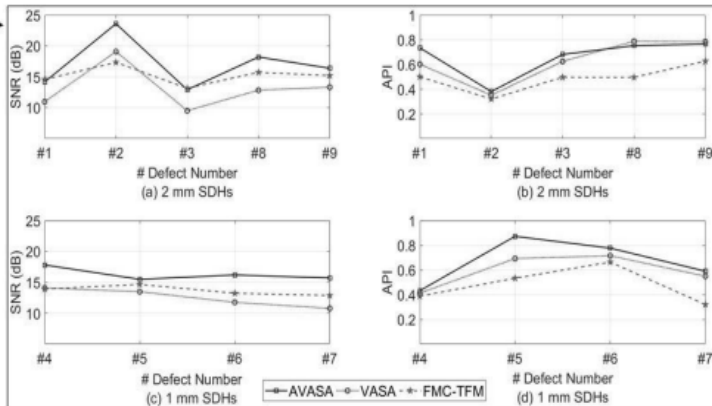 25
20
15
10
SNR (dB)
#1 #2 #3 #8 #9
# Defect Number
(a) 2 mm SDHs
1
0.8
0.6
0.4
0.2
API
#1 #2 #3 #8 #9
# Defect Number
(b) 2 mm SDHs
25
20
15
10
SNR (dB)
#4 #5 #6 #7
# Defect Number
(c) 1 mm SDHs
1
0.8
0.6
0.4
0.2
API
#4 #5 #6 #7
# Defect Number
(d) 1 mm SDHs
AVASA VASA FMC-TFM